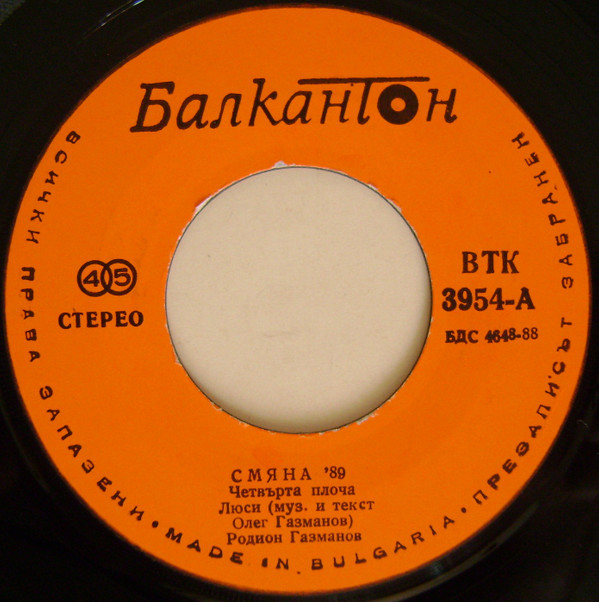 Балкантон
45
СТЕРЕО
ВТК
3954-А
БДС 4648-88
СМЯНА '89
Четвърта плоча
Люси (муз. и текст
Олег Газманов)
Родион Газманов
ВСИЧКИ ПРАВА ЗАПАЗЕНИ • MADE IN BULGARIA • ПРЕЗАПИСЪТ ЗАБРАНЕН